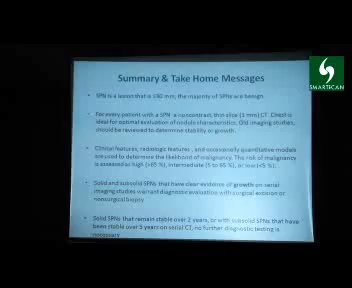 SMARTECAN
Summary & Take Home Messages
• SPN is a lesion that is ≤30 mm, the majority of SPNs are benign.
• For every patient with a SPN a noncontrast, thin slice (1 mm) CT. Chest is
ideal for optimal evaluation of nodule characteristics. Old imaging studies
should be reviewed to determine stability or growth.
• Clinical features, radiologic features, and occasionally quantitative models
are used to determine the likelihood of malignancy. The risk of malignancy
is assessed as high (>65 %), intermediate (5 to 65 %), or low (<5 %).
• Solid and subsolid SPNs that have clear evidence of growth on serial
imaging studies warrant diagnostic evaluation with surgical excision or
nonsurgical biopsy
• Solid SPNs that remain stable over 2 years, or with subsolid SPNs that have
been stable over 5 years on serial CT, no further diagnostic testing is
necessary